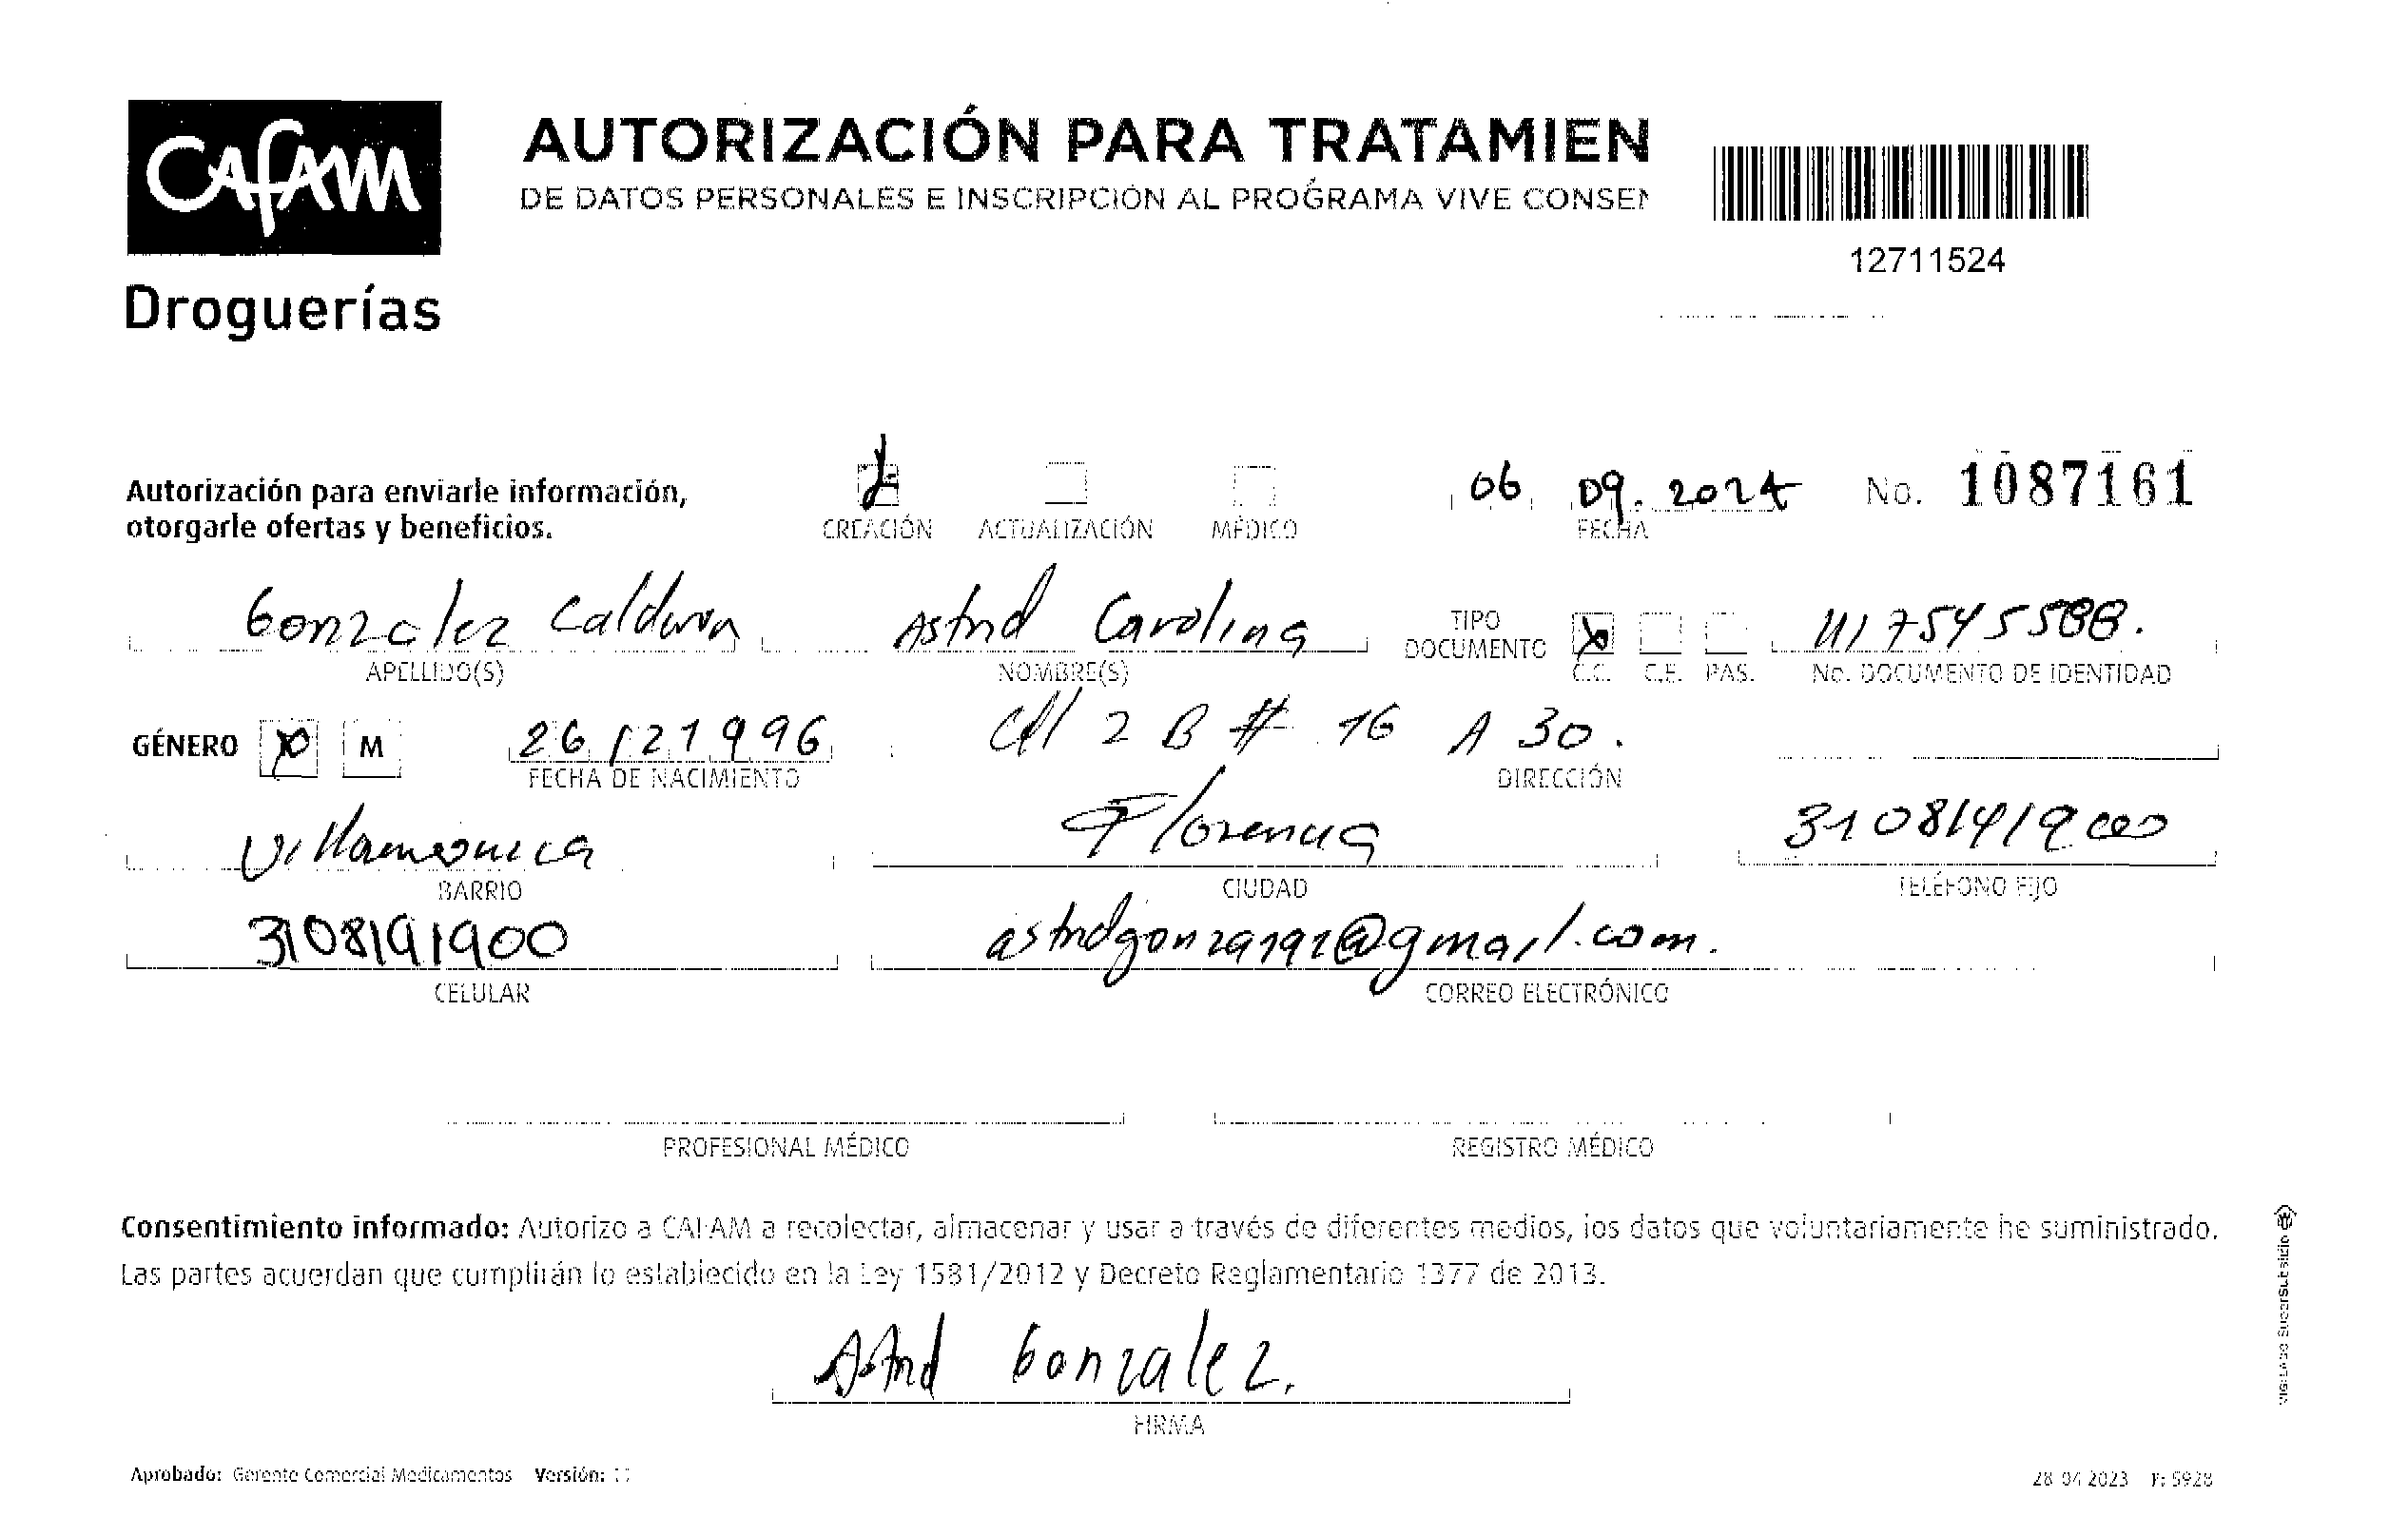 CAFAM
Droguerías
AUTORIZACIÓN PARA TRATAMIEN
DE DATOS PERSONALES E INSCRIPCIÓN AL PROGRAMA VIVE CONSEN
12711524
Autorización para enviarle información,
otorgarle ofertas y beneficios.
CREACIÓN ACTUALIZACIÓN MÉDICO
06 09. 2024 No. 1087161
FECHA
Gonzalez Calderon Astrid Carolina
TIPO
DOCUMENTO
C.C. C.E. PAS.
APELLIDO(S) NOMBRE(S) No. DOCUMENTO DE IDENTIDAD
GÉNERO M 26 12 1996 Cll 2 B # 16 A 30.
FECHA DE NACIMIENTO DIRECCIÓN
Villamonica Florencia
BARRIO CIUDAD TELÉFONO FIJO
3108191900
CELULAR CORREO ELECTRÓNICO
PROFESIONAL MÉDICO REGISTRO MÉDICO
Consentimiento informado: Autorizo a CAFAM a recolectar, almacenar y usar a través de diferentes medios, los datos que voluntariamente he suministrado.
Las partes acuerdan que cumplirán lo establecido en la Ley 1581/2012 y Decreto Reglamentario 1377 de 2013.
Astrid Gonzalez.
FIRMA
Aprobado: Gerente Comercial Medicamentos Versión: 11
28 04 2023 F: 5928
VIGILADO SuperSubsidio